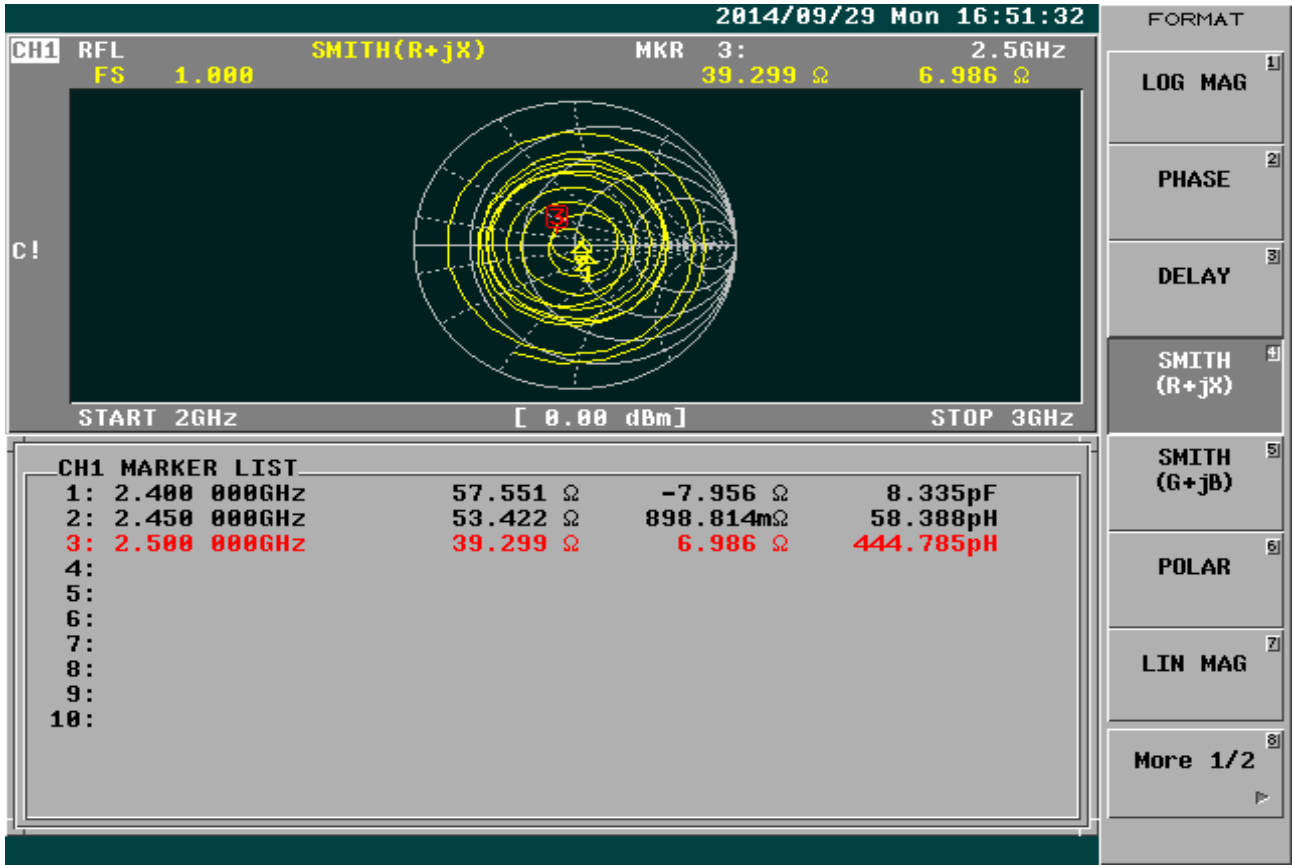 2014/09/29 Mon 16:51:32
CH1 RFL SMITH(R+jX) MKR 3: 2.5GHz
FS 1.000 39.299 Ω 6.986 Ω
3
1
C!
START 2GHz [ 0.00 dBm] STOP 3GHz
CH1 MARKER LIST
1: 2.400 000GHz 57.551 Ω -7.956 Ω 8.335pF
2: 2.450 000GHz 53.422 Ω 898.814mΩ 58.388pH
3: 2.500 000GHz 39.299 Ω 6.986 Ω 444.785pH
4:
5:
6:
7:
8:
9:
10:
FORMAT
1
LOG MAG
2
PHASE
3
DELAY
4
SMITH
(R+jX)
5
SMITH
(G+jB)
6
POLAR
7
LIN MAG
8
More 1/2